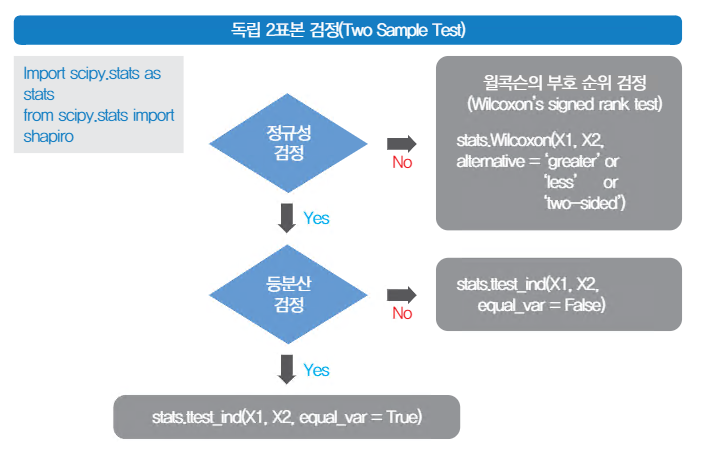 독립 2표본 검정(Two Sample Test)
Import scipy.stats as
stats
from scipy.stats import
shapiro
정규성
검정
No
Yes
윌콕슨의 부호 순위 검정
(Wilcoxon's signed rank test)
stats.Wilcoxon(X1, X2,
alternative = ‘greater’ or
‘less’ or
‘two-sided’)
등분산
검정
No
Yes
stats.ttest_ind(X1, X2,
equal_var = False)
stats.ttest_ind(X1, X2, equal_var = True)